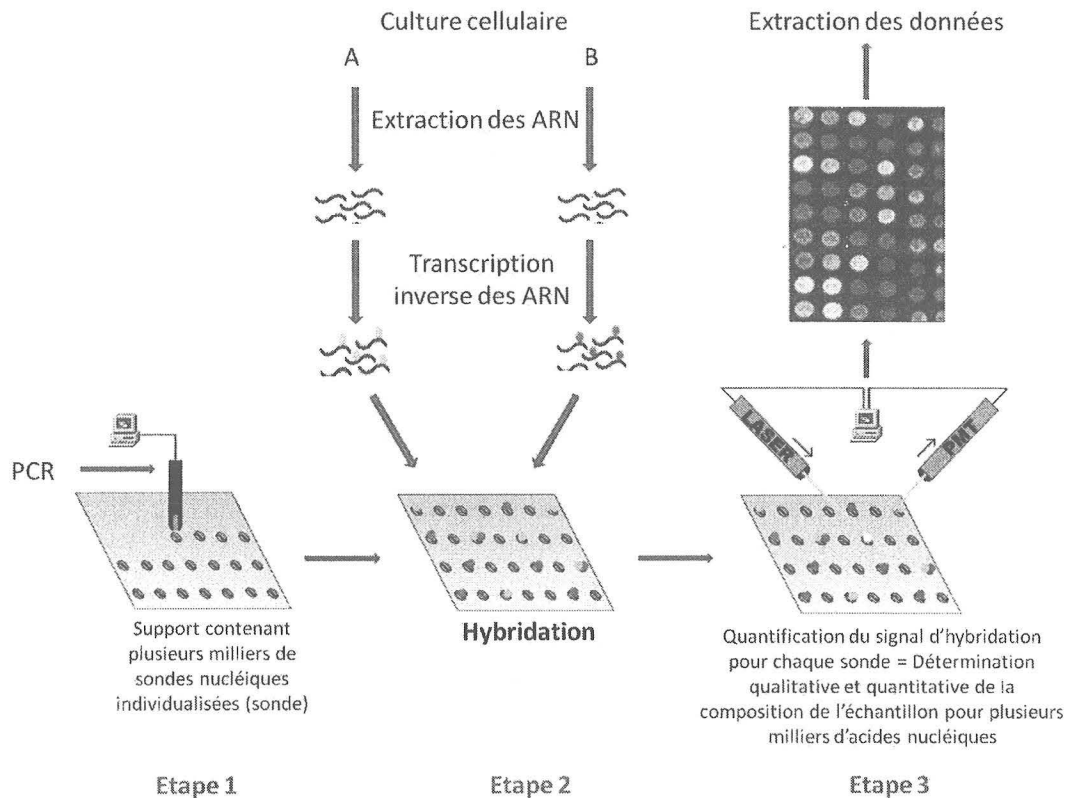 Culture cellulaire
A
B
Extraction des ARN
Transcription
inverse des ARN
Extraction des données
PCR
LASER
PMT
Support contenant
plusieurs milliers de
sondes nucléiques
individualisées (sonde)
Hybridation
Quantification du signal d'hybridation
pour chaque sonde = Détermination
qualitative et quantitative de la
composition de l'échantillon pour plusieurs
milliers d'acides nucléiques
Etape 1
Etape 2
Etape 3